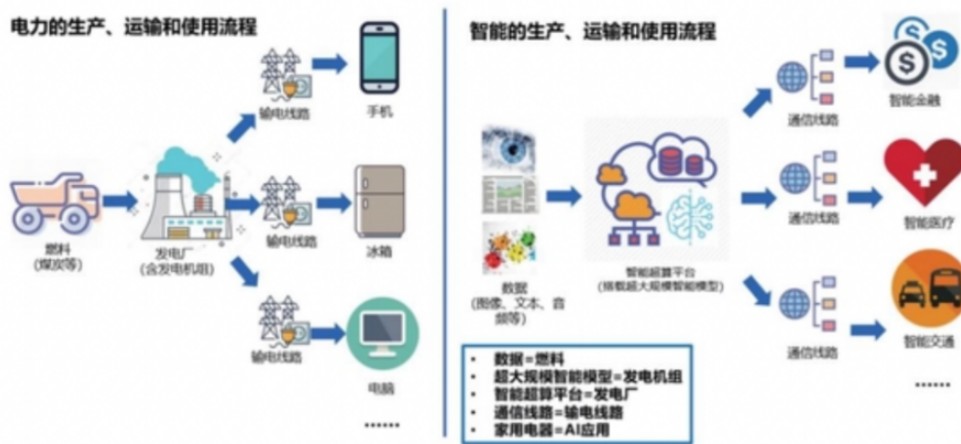 电力的生产、运输和使用流程
输电线路
手机
燃料
(煤炭等)
发电厂
(含发电机组)
输电线路
冰箱
输电线路
电脑
......
智能的生产、运输和使用流程
数据
(图像、文本、音
频等)
智能超算平台
(搭载超大规模智能模型)
通信线路
智能金融
通信线路
智能医疗
通信线路
智能交通
......
• 数据=燃料
• 超大规模智能模型=发电机组
• 智能超算平台=发电厂
• 通信线路=输电线路
• 家用电器=AI应用